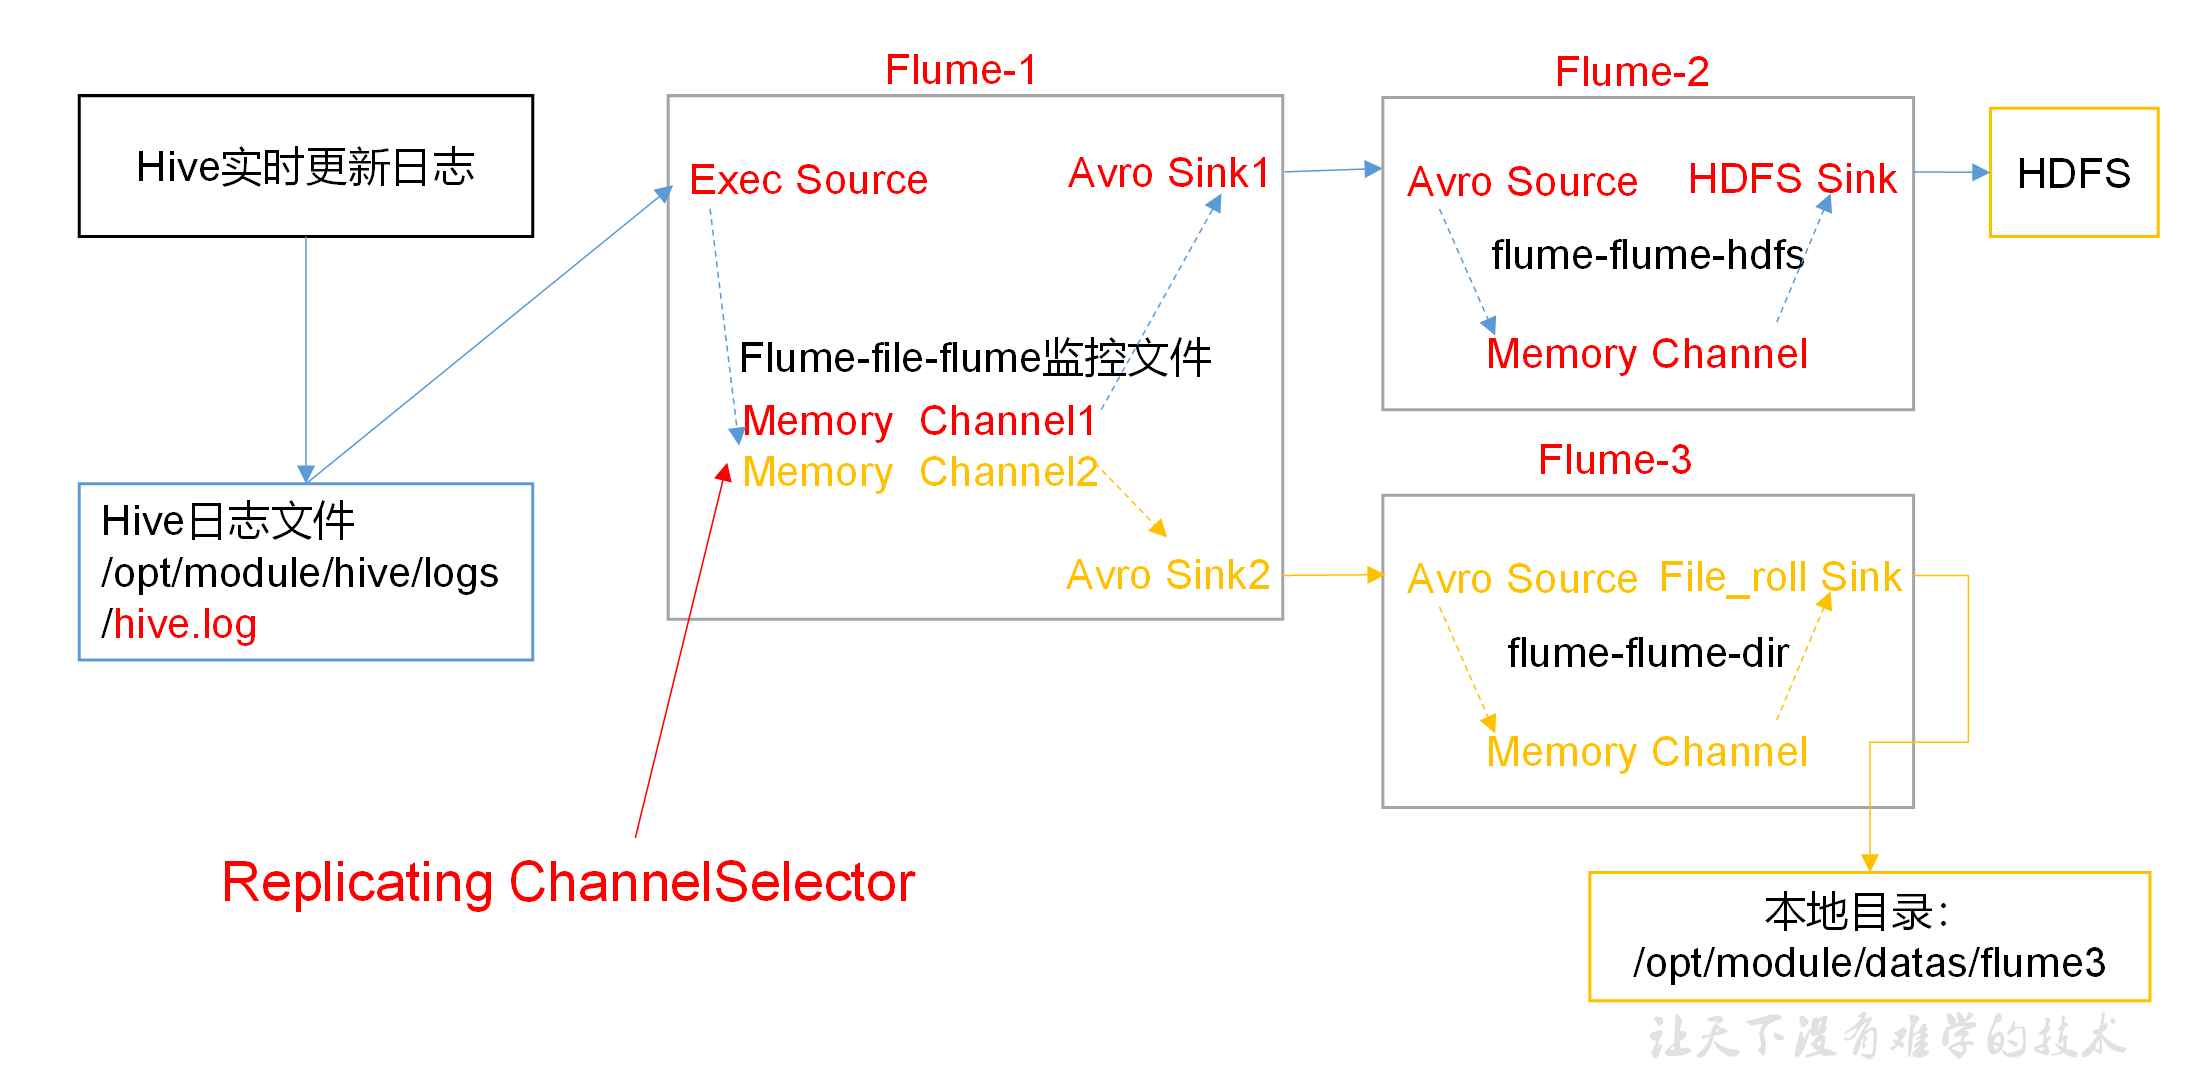 Hive实时更新日志
Hive日志文件
/opt/module/hive/logs
/hive.log
Flume-1
Exec Source
Avro Sink1
Flume-file-flume监控文件
Memory Channel1
Memory Channel2
Avro Sink2
Replicating ChannelSelector
Flume-2
Avro Source
HDFS Sink
flume-flume-hdfs
Memory Channel
HDFS
Flume-3
Avro Source
File_roll Sink
flume-flume-dir
Memory Channel
本地目录：
/opt/module/datas/flume3
让天下没有难学的技术